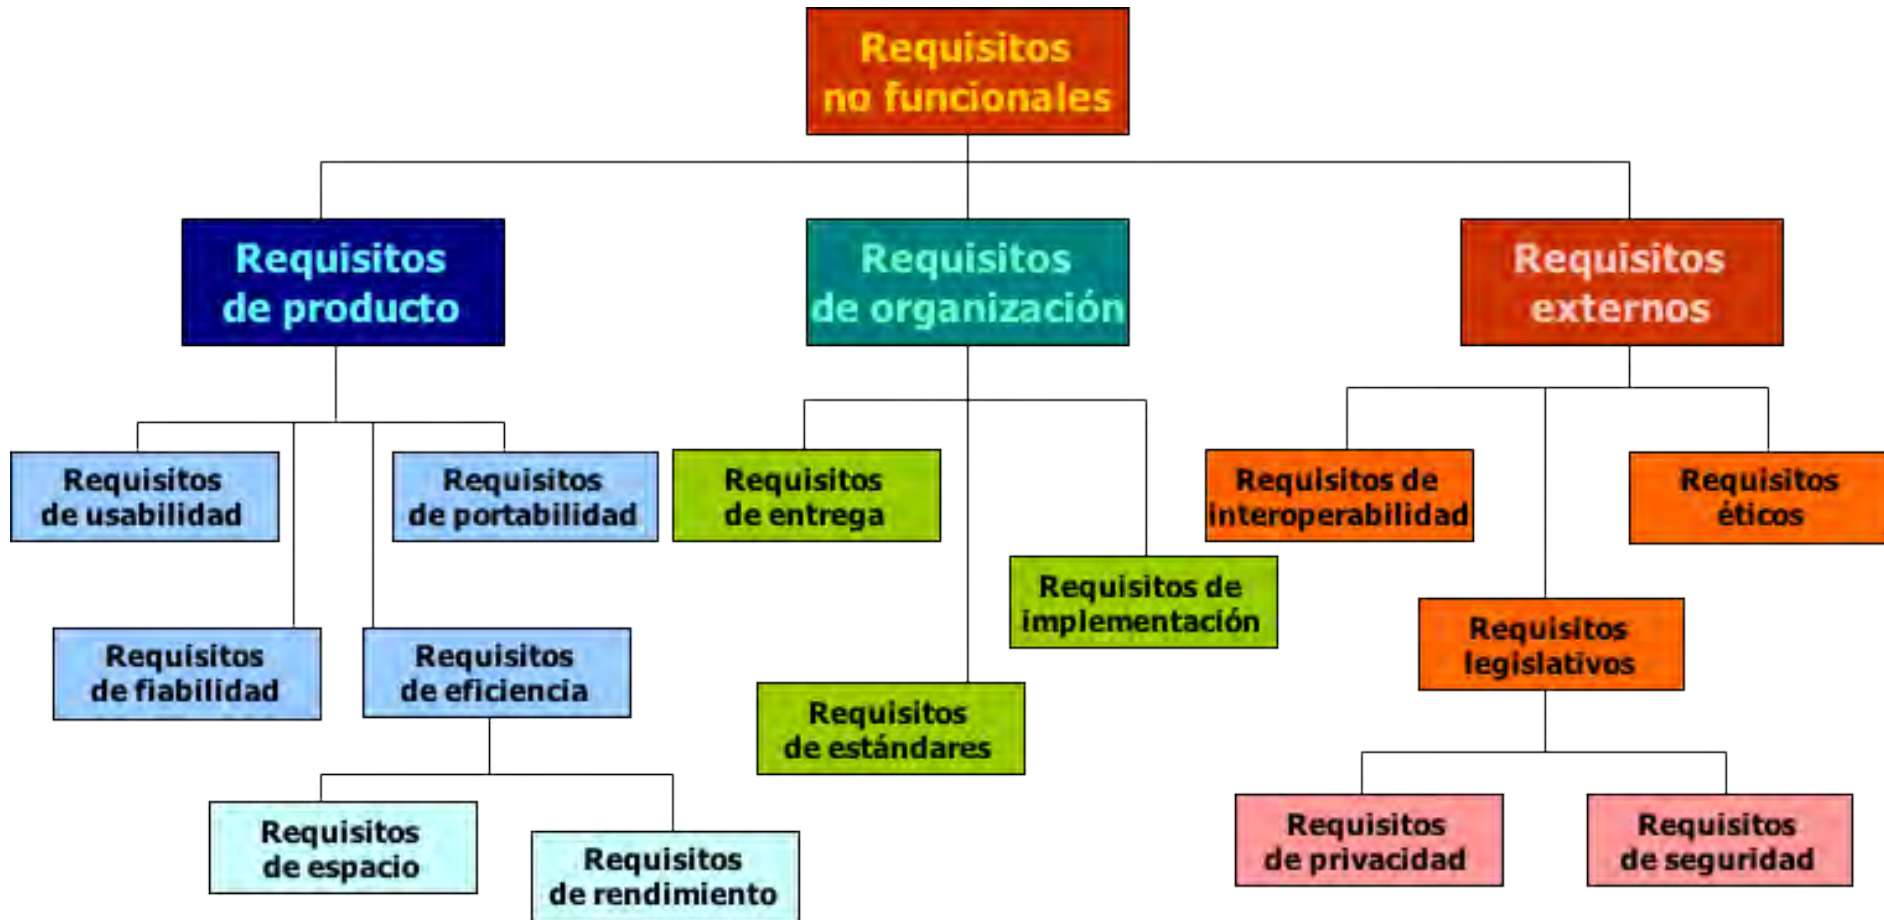 Requisitos
no funcionales
Requisitos
de producto
Requisitos
de organización
Requisitos
externos
Requisitos
de usabilidad
Requisitos
de portabilidad
Requisitos
de entrega
Requisitos de
interoperabilidad
Requisitos
éticos
Requisitos de
implementación
Requisitos
de fiabilidad
Requisitos
de eficiencia
Requisitos
legislativos
Requisitos
de estándares
Requisitos
de espacio
Requisitos
de rendimiento
Requisitos
de privacidad
Requisitos
de seguridad